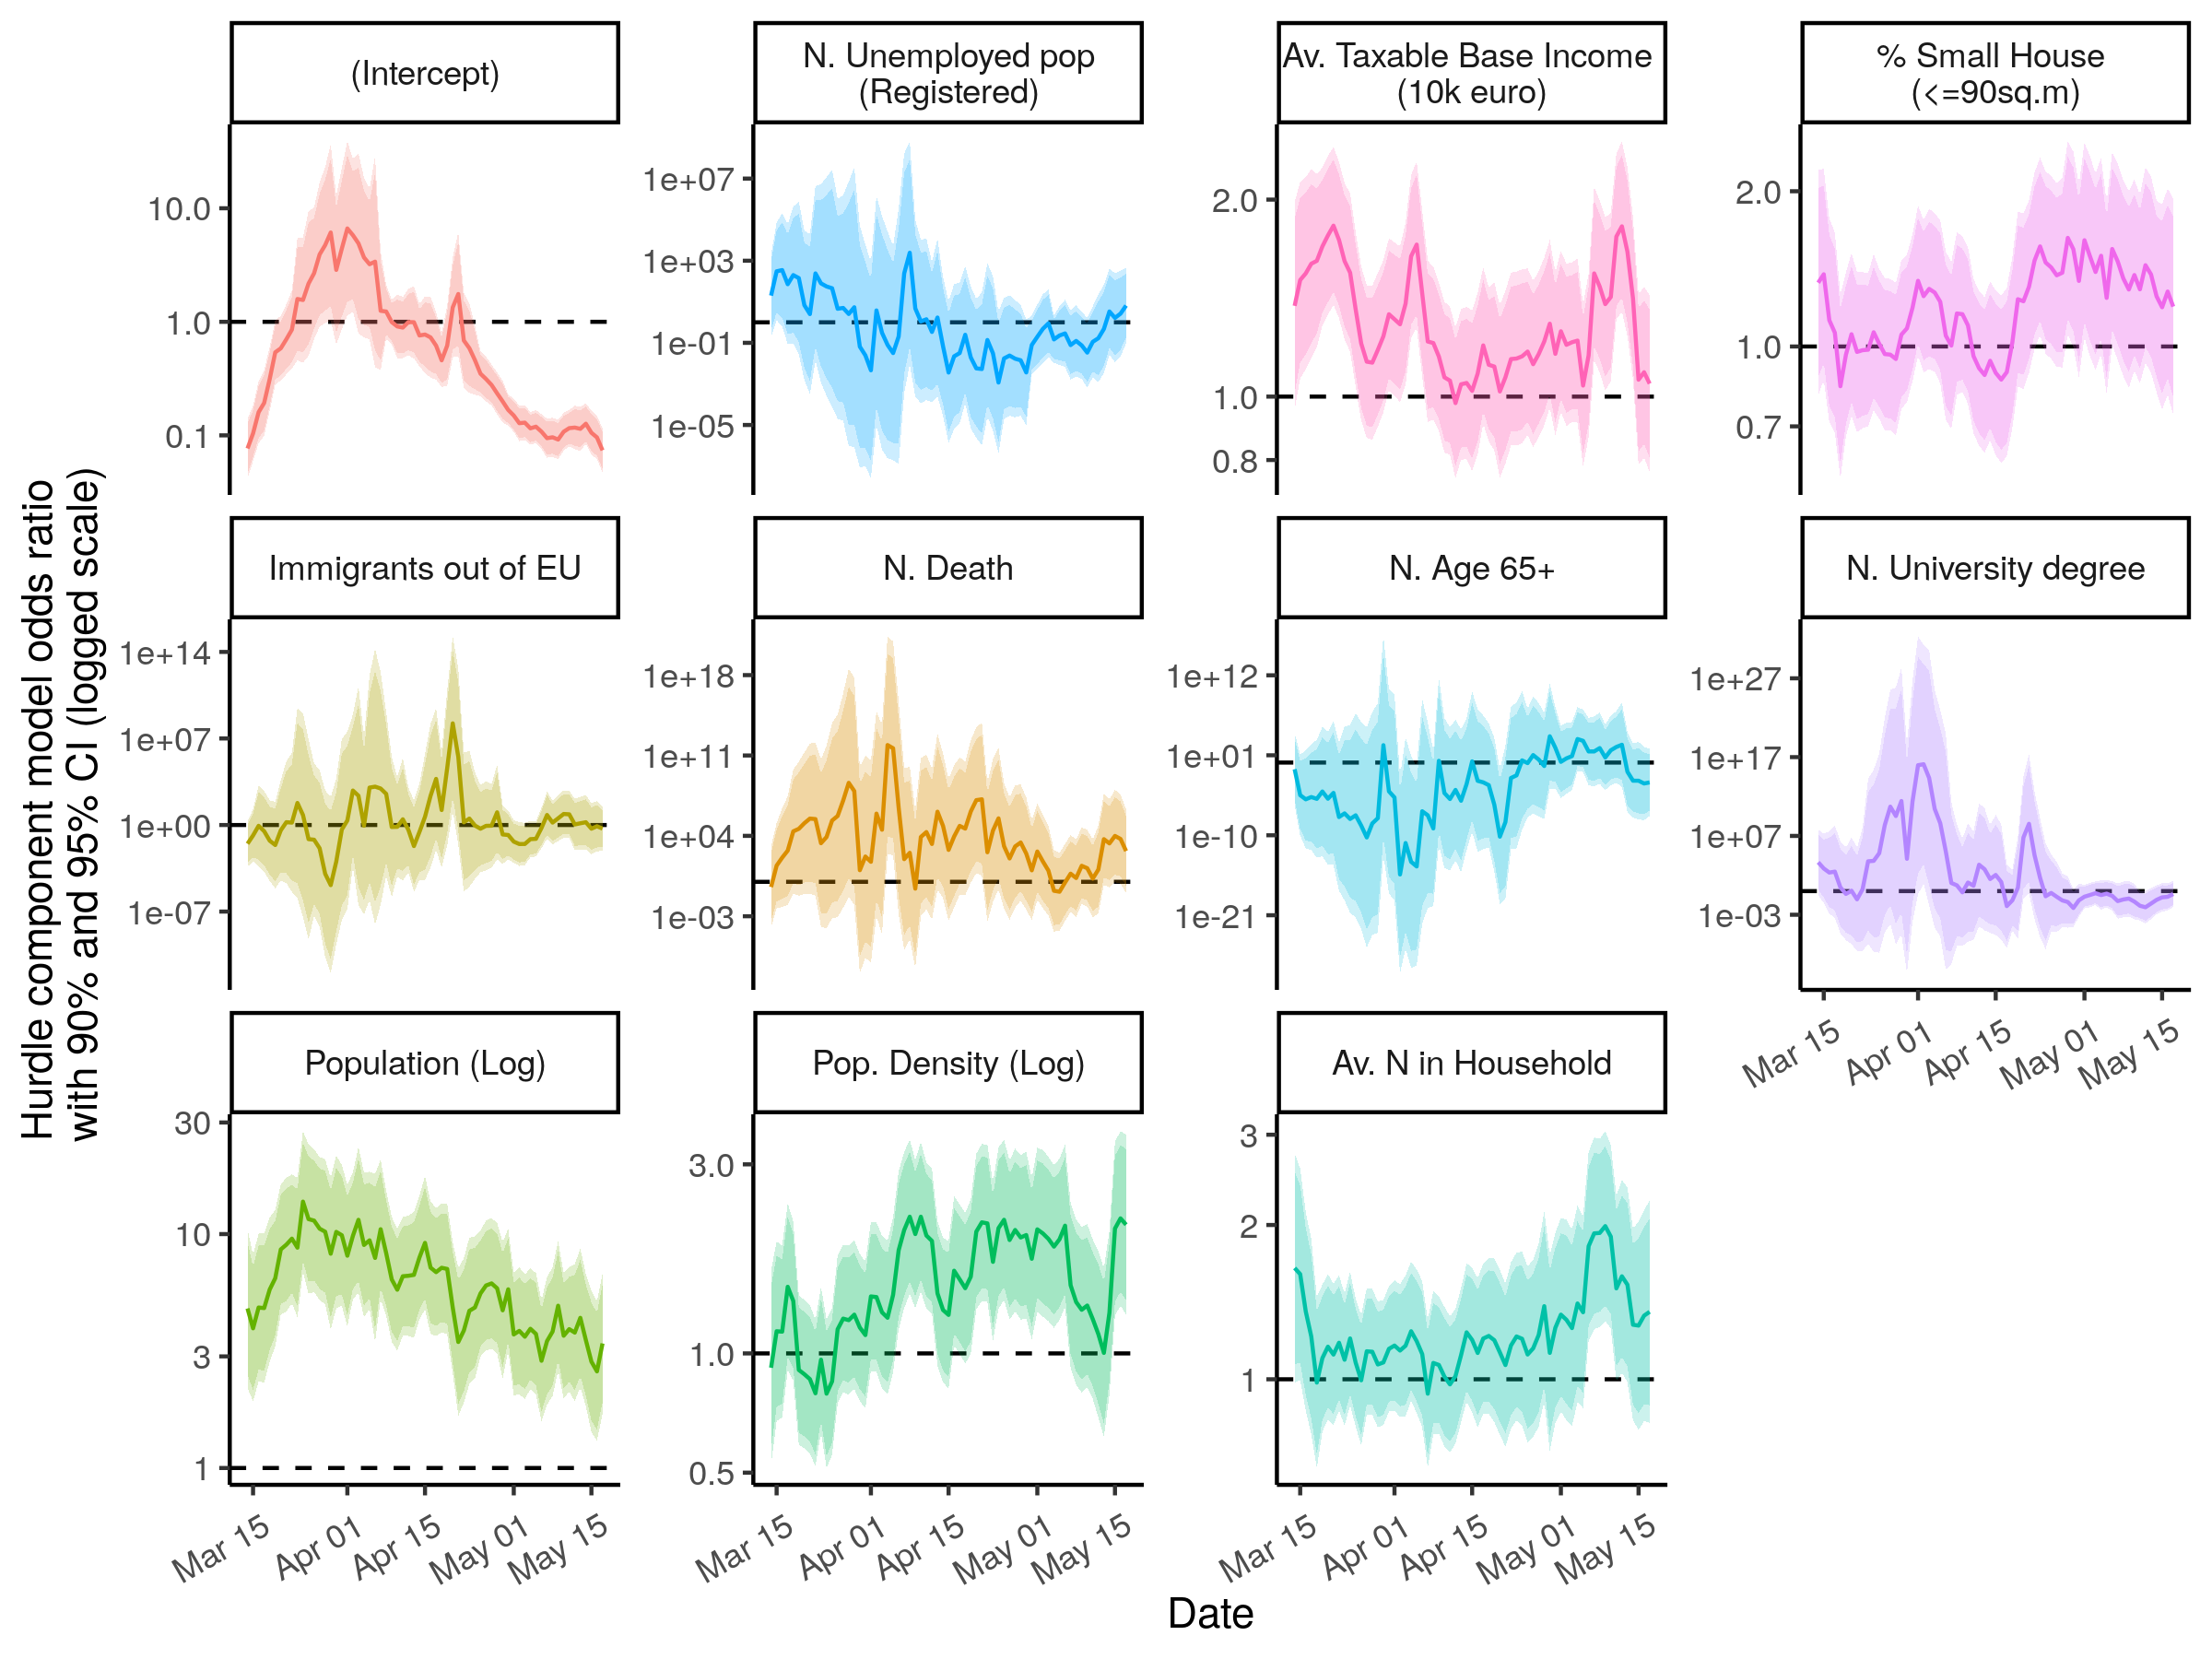 Hurdle component model odds ratio
with 90% and 95% CI (logged scale)
(Intercept)
10.0
1.0
0.1
N. Unemployed pop
(Registered)
1e+07
1e+03
1e-01
1e-05
Av. Taxable Base Income
(10k euro)
2.0
1.0
0.8
% Small House
(<=90sq.m)
2.0
1.0
0.7
Immigrants out of EU
1e+14
1e+07
1e+00
1e-07
N. Death
1e+18
1e+11
1e+04
1e-03
N. Age 65+
1e+12
1e+01
1e-10
1e-21
N. University degree
1e+27
1e+17
1e+07
1e-03
Mar 15 Apr 01 Apr 15 May 01 May 15
Population (Log)
30
10
3
1
Mar 15 Apr 01 Apr 15 May 01 May 15
Pop. Density (Log)
3.0
1.0
0.5
Mar 15 Apr 01 Apr 15 May 01 May 15
Av. N in Household
3
2
1
Mar 15 Apr 01 Apr 15 May 01 May 15
Date